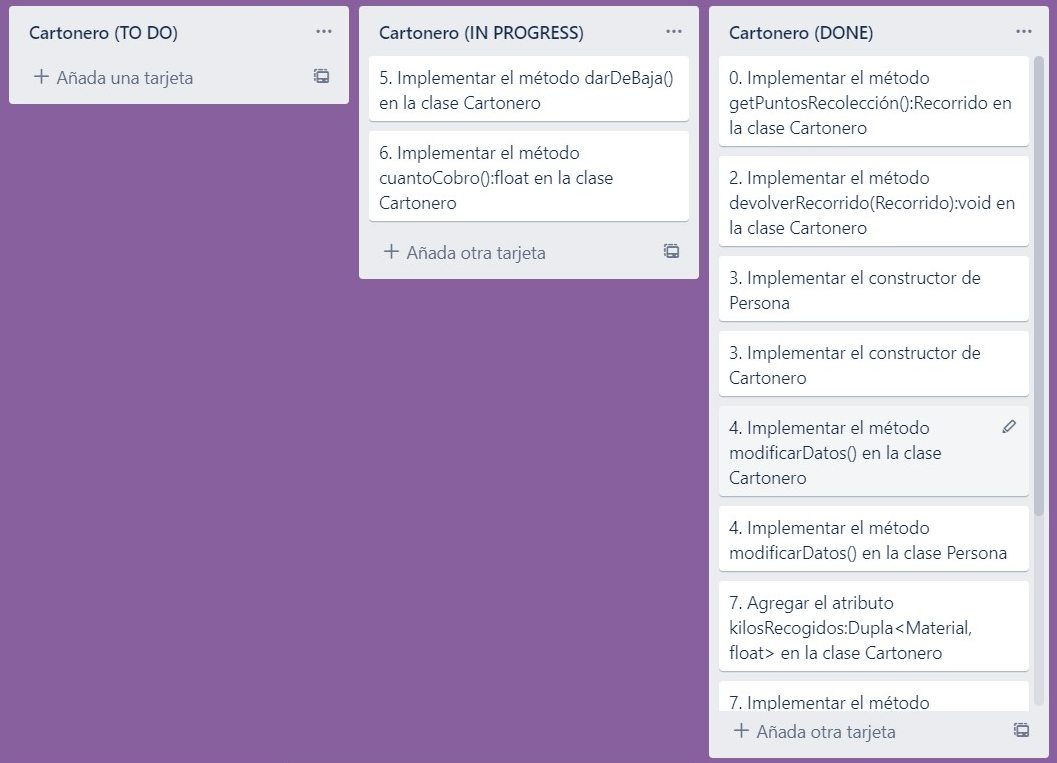 Cartonero (TO DO)
Añada una tarjeta
Cartonero (IN PROGRESS)
5. Implementar el método darDeBaja()
en la clase Cartonero
6. Implementar el método
cuantoCobro():float en la clase
Cartonero
Añada otra tarjeta
Cartonero (DONE)
0. Implementar el método
getPuntosRecolección():Recorrido en
la clase Cartonero
2. Implementar el método
devolverRecorrido(Recorrido):void en
la clase Cartonero
3. Implementar el constructor de
Persona
3. Implementar el constructor de
Cartonero
4. Implementar el método
modificarDatos() en la clase
Cartonero
4. Implementar el método
modificarDatos() en la clase Persona
7. Agregar el atributo
kilosRecogidos:Dupla<Material,
float> en la clase Cartonero
7. Implementar el método
Añada otra tarjeta